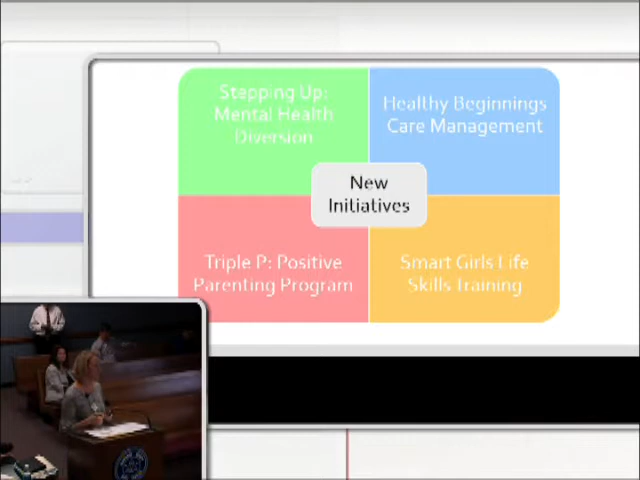 Stepping Up:
Mental Health
Diversion
Healthy Beginnings
Care Management
New
Initiatives
Triple P: Positive
Parenting Program
Smart Girls Life
Skills Training